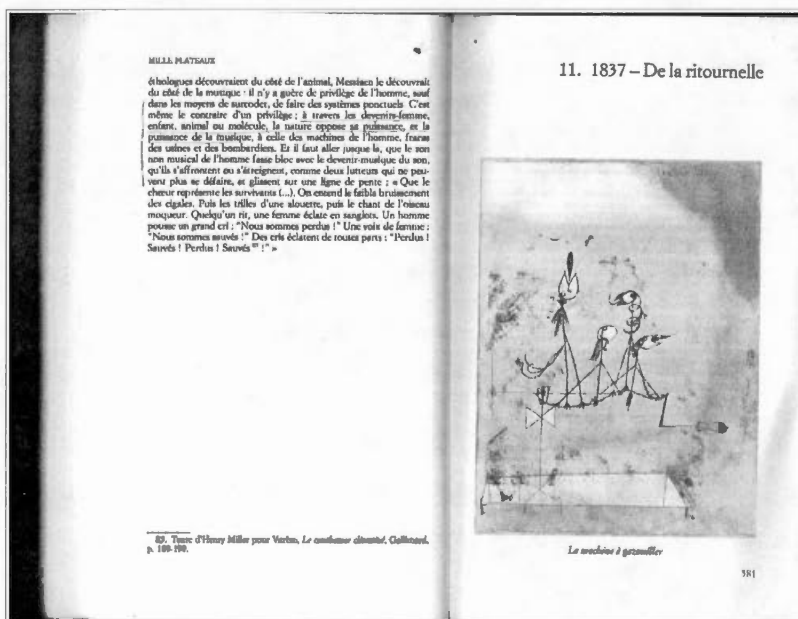 MILLE PLATEAUX
éthologues découvraient du côté de l'animal, Messiaen le découvrait
du côté de la musique : il n'y a guère de privilège de l'homme, sauf
dans les moyens de surcoder, de faire des systèmes ponctuels. C'est
même le contraire d'un privilège ; à travers les devenirs-femme,
enfant, animal ou molécule, la nature oppose sa puissance, et la
puissance de la musique, à celle des machines de l'homme, fracas
des usines et des bombardiers. Et il faut aller jusque là, que le son
non musical de l'homme fasse bloc avec le devenir-musique du son,
qu'ils s'affrontent ou s'étreignent, comme deux lutteurs qui ne peu-
vent plus se défaire, et glissent sur une ligne de pente : « Que le
chœur représente les survivants (...). On entend le faible bruissement
des cigales. Puis les trilles d'une alouette, puis le chant de l'oiseau
moqueur. Quelqu'un rit, une femme éclate en sanglots. Un homme
pousse un grand cri : "Nous sommes perdus !" Une voix de femme :
"Nous sommes sauvés !" Des cris éclatent de toutes parts : "Perdus !
Sauvés ! Perdus ! Sauvés !" »
83. Texte d'Henry Miller pour Varèse, Le cauchemar climatisé, Gallimard,
p. 189-199.
11. 1837 – De la ritournelle
La machine à gazouiller
381